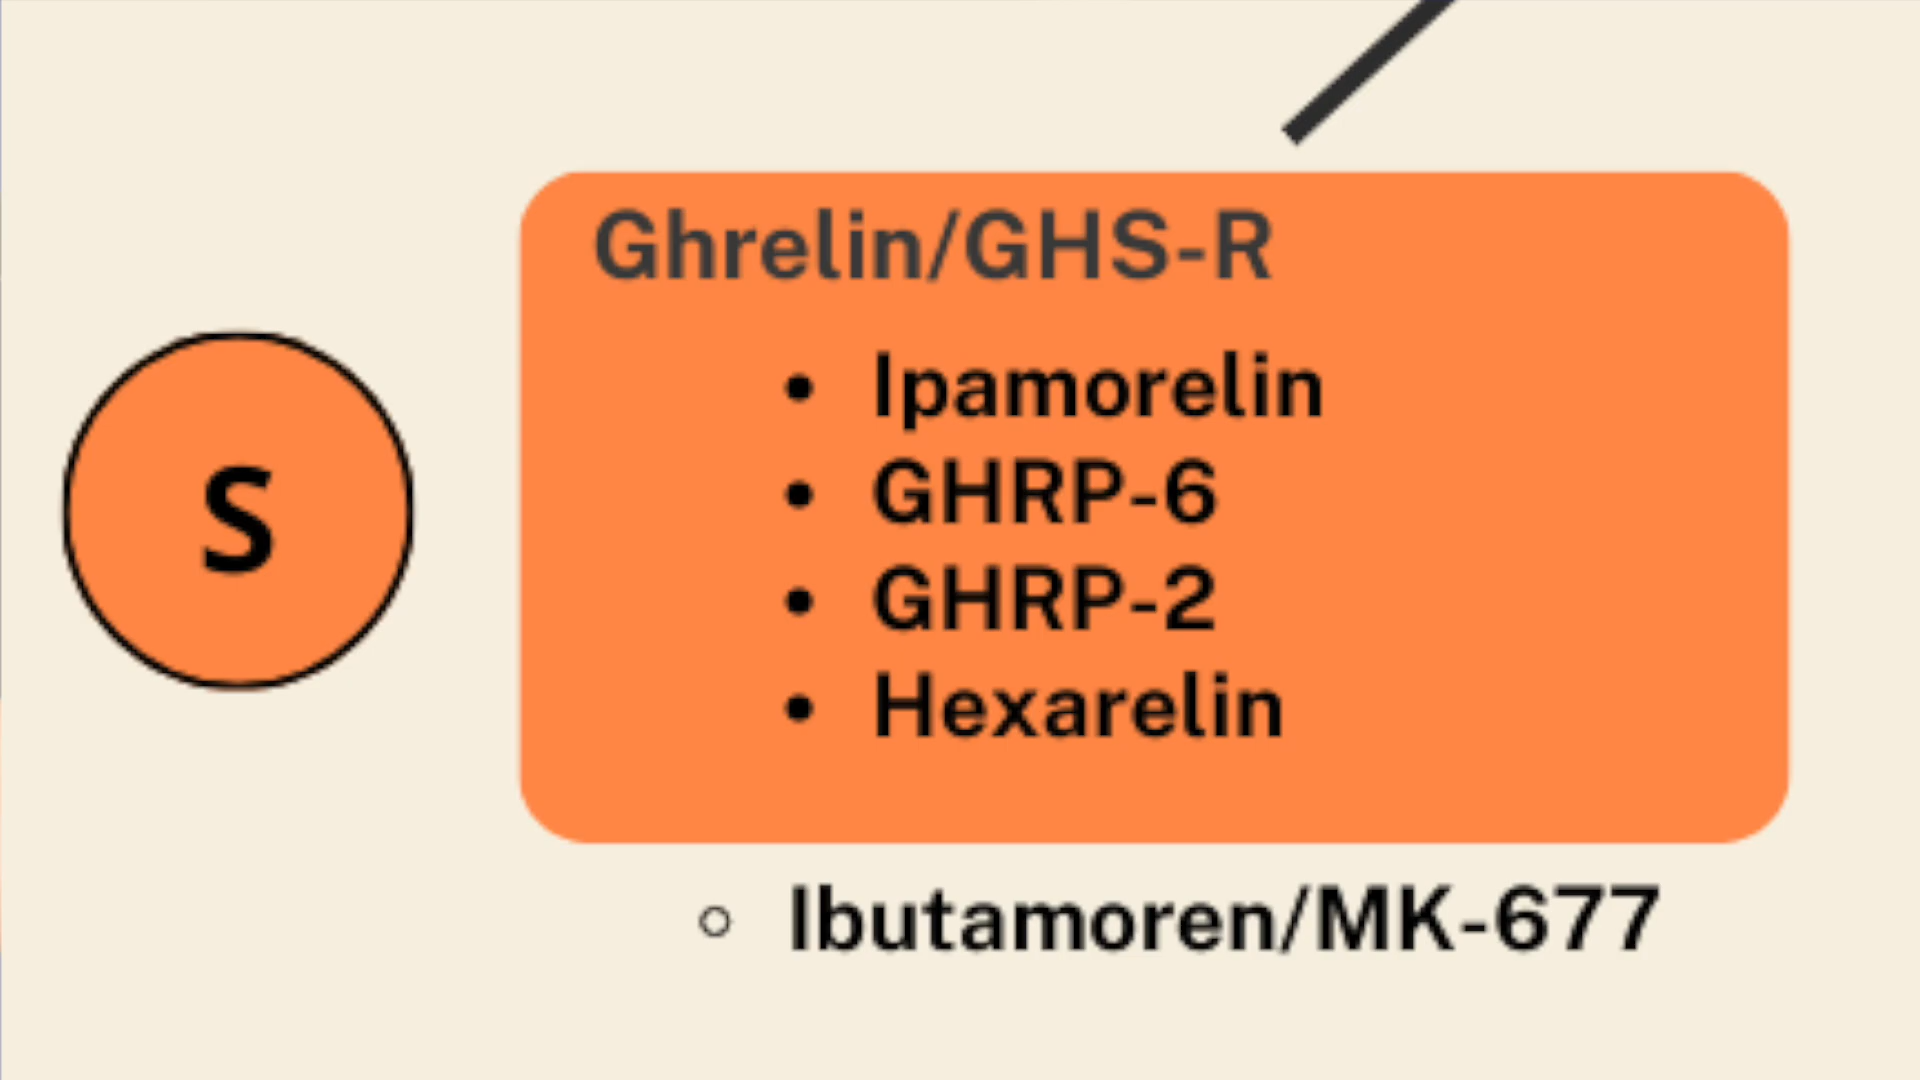 Ghrelin/GHS-R
• Ipamorelin
• GHRP-6
S
• GHRP-2
• Hexarelin
○ Ibutamoren/MK-677